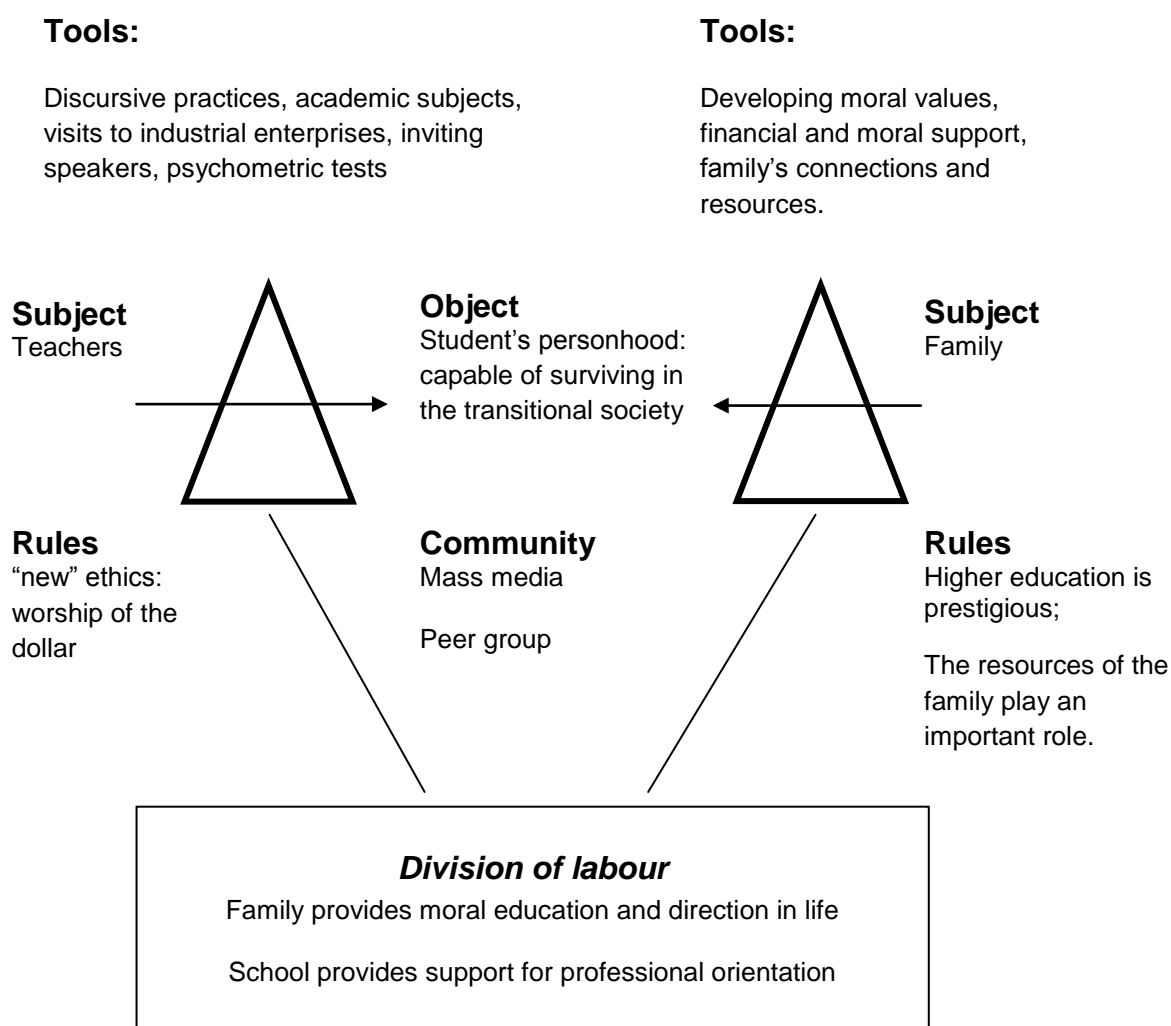 Tools:
Discursive practices, academic subjects,
visits to industrial enterprises, inviting
speakers, psychometric tests
Tools:
Developing moral values,
financial and moral support,
family’s connections and
resources.
Subject
Teachers
Object
Student’s personhood:
capable of surviving in
the transitional society
Subject
Family
Rules
“new” ethics:
worship of the
dollar
Community
Mass media
Peer group
Rules
Higher education is
prestigious;
The resources of the
family play an
important role.
Division of labour
Family provides moral education and direction in life
School provides support for professional orientation